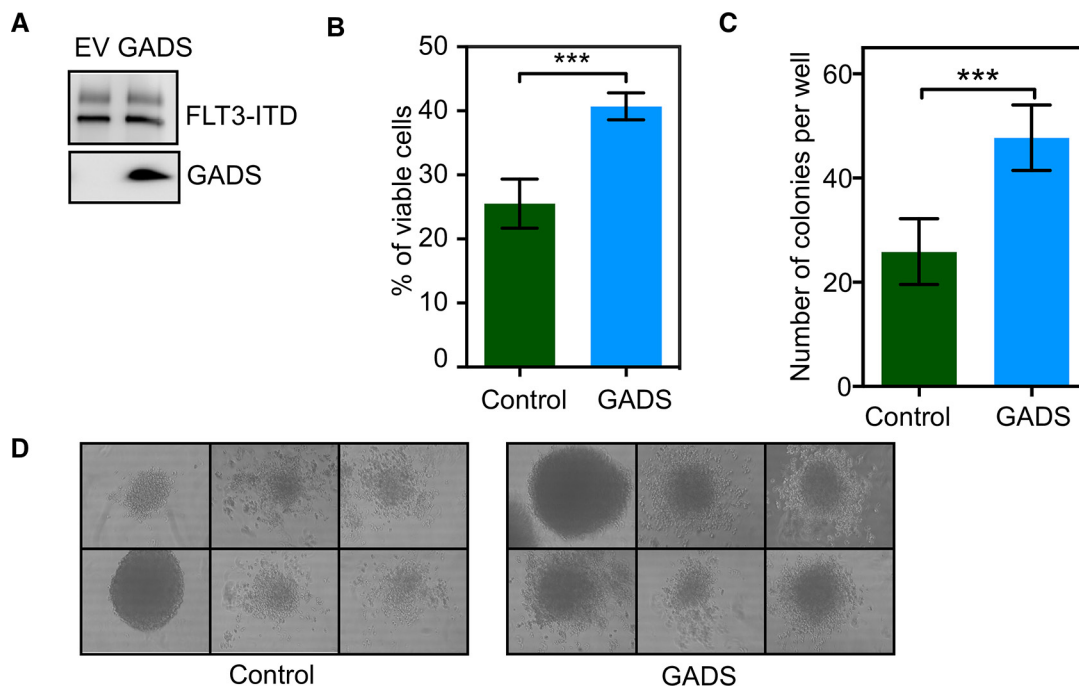 A
EV GADS
FLT3-ITD
GADS
B
% of viable cells
50
40
30
20
10
0
***
Control
GADS
C
Number of colonies per well
60
40
20
0
***
Control
GADS
D
Control
GADS